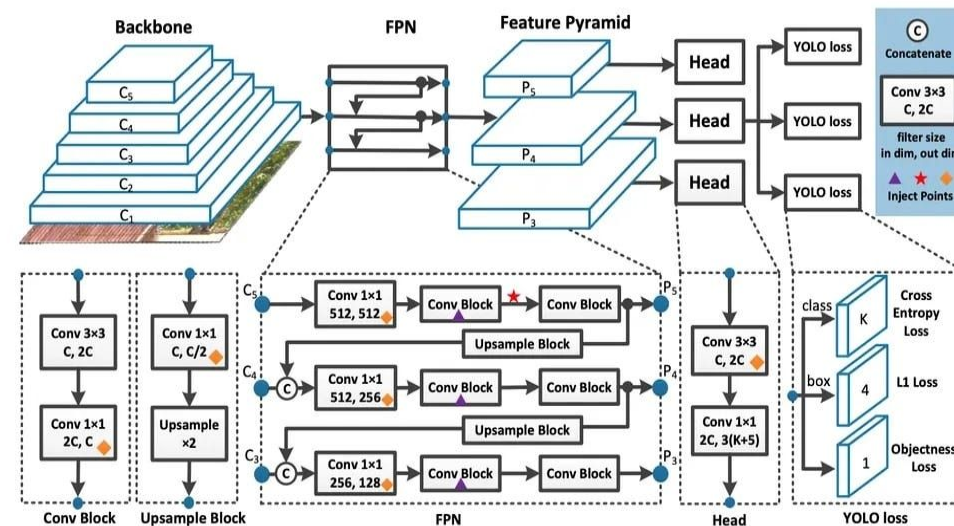 Backbone
FPN
Feature Pyramid
C5
C4
C3
C2
C1
P5
P4
P3
Head
Head
Head
YOLO loss
YOLO loss
YOLO loss
C
Concatenate
Conv 3×3
C, 2C
filter size
in dim, out dim
Inject Points
Conv 3×3
C, 2C
Conv 1×1
2C, C
Conv Block
Conv 1×1
C, C/2
Upsample
×2
Upsample Block
C5
Conv 1×1
512, 512
Conv Block
Conv Block
P5
Upsample Block
C4
C
Conv 1×1
512, 256
Conv Block
Conv Block
P4
Upsample Block
C3
C
Conv 1×1
256, 128
Conv Block
Conv Block
P3
FPN
Conv 3×3
C, 2C
Conv 1×1
2C, 3(K+5)
Head
class
K
Cross
Entropy
Loss
box
4
L1 Loss
1
Objectness
Loss
YOLO loss